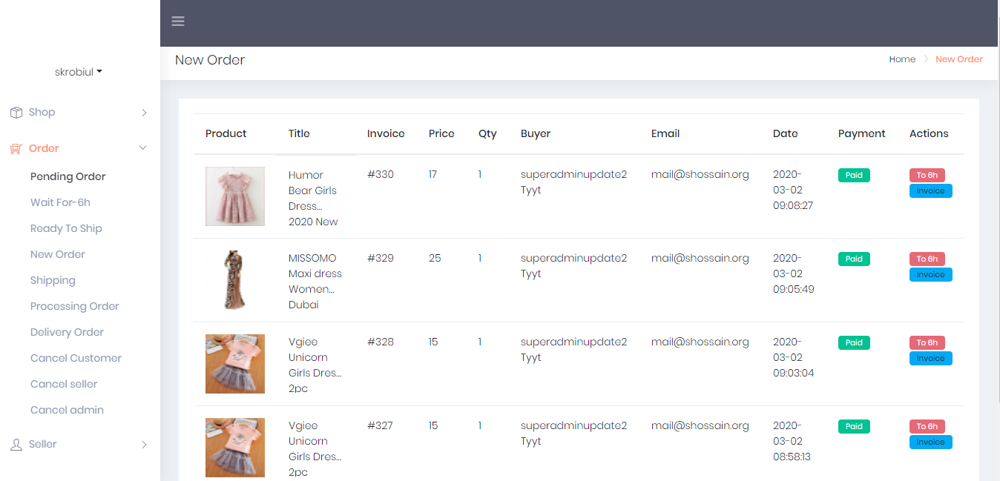 skrobiul
Shop
Order
Pending Order
Wait For-6h
Ready To Ship
New Order
Shipping
Processing Order
Delivery Order
Cancel Customer
Cancel seller
Cancel admin
Seller
New Order
Home
New Order
Product Title Invoice Price Qty Buyer Email Date Payment Actions
Humor #330 17 1 superadminupdate2 mail@shossain.org 2020- Paid To 6h
Bear Girls Tyyt 03-02 Invoice
Dress... 09:08:27
2020 New
MISSOMO #329 25 1 superadminupdate2 mail@shossain.org 2020- Paid To 6h
Maxi dress Tyyt 03-02 Invoice
Women... 09:05:49
Dubai
Vgiee #328 15 1 superadminupdate2 mail@shossain.org 2020- Paid To 6h
Unicorn Tyyt 03-02 Invoice
Girls Dres... 09:03:04
2pc
Vgiee #327 15 1 superadminupdate2 mail@shossain.org 2020- Paid To 6h
Unicorn Tyyt 03-02 Invoice
Girls Dres... 08:58:13
2pc